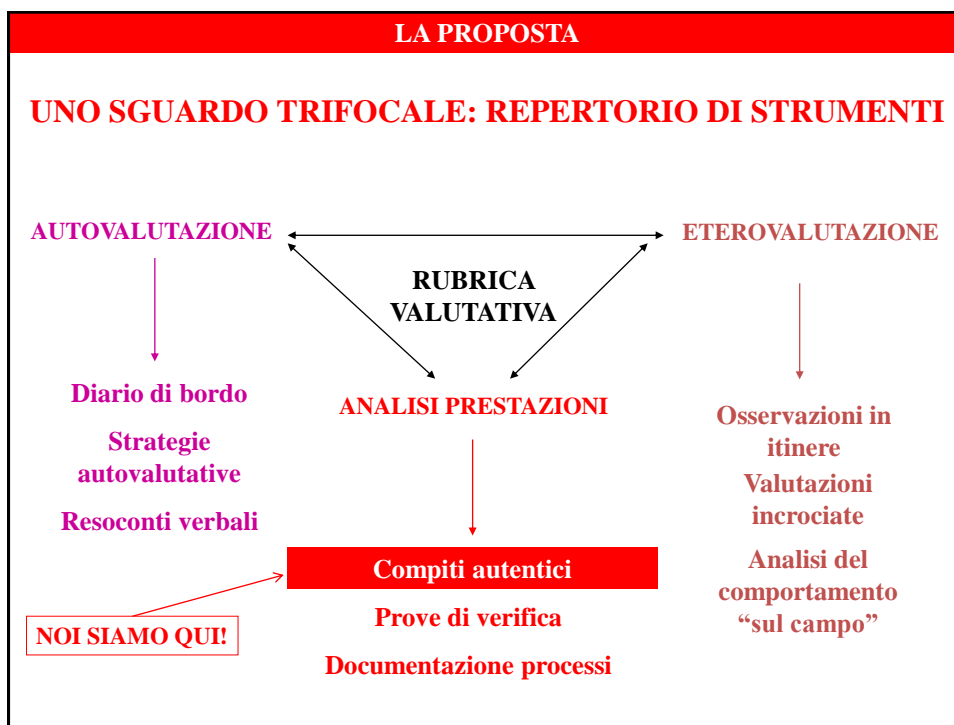 LA PROPOSTA
UNO SGUARDO TRIFOCALE: REPERTORIO DI STRUMENTI
AUTOVALUTAZIONE
ETEROVALUTAZIONE
RUBRICA
VALUTATIVA
ANALISI PRESTAZIONI
Diario di bordo
Strategie
autovalutative
Resoconti verbali
Osservazioni in
itinere
Valutazioni
incrociate
Analisi del
comportamento
“sul campo”
Compiti autentici
Prove di verifica
Documentazione processi
NOI SIAMO QUI!